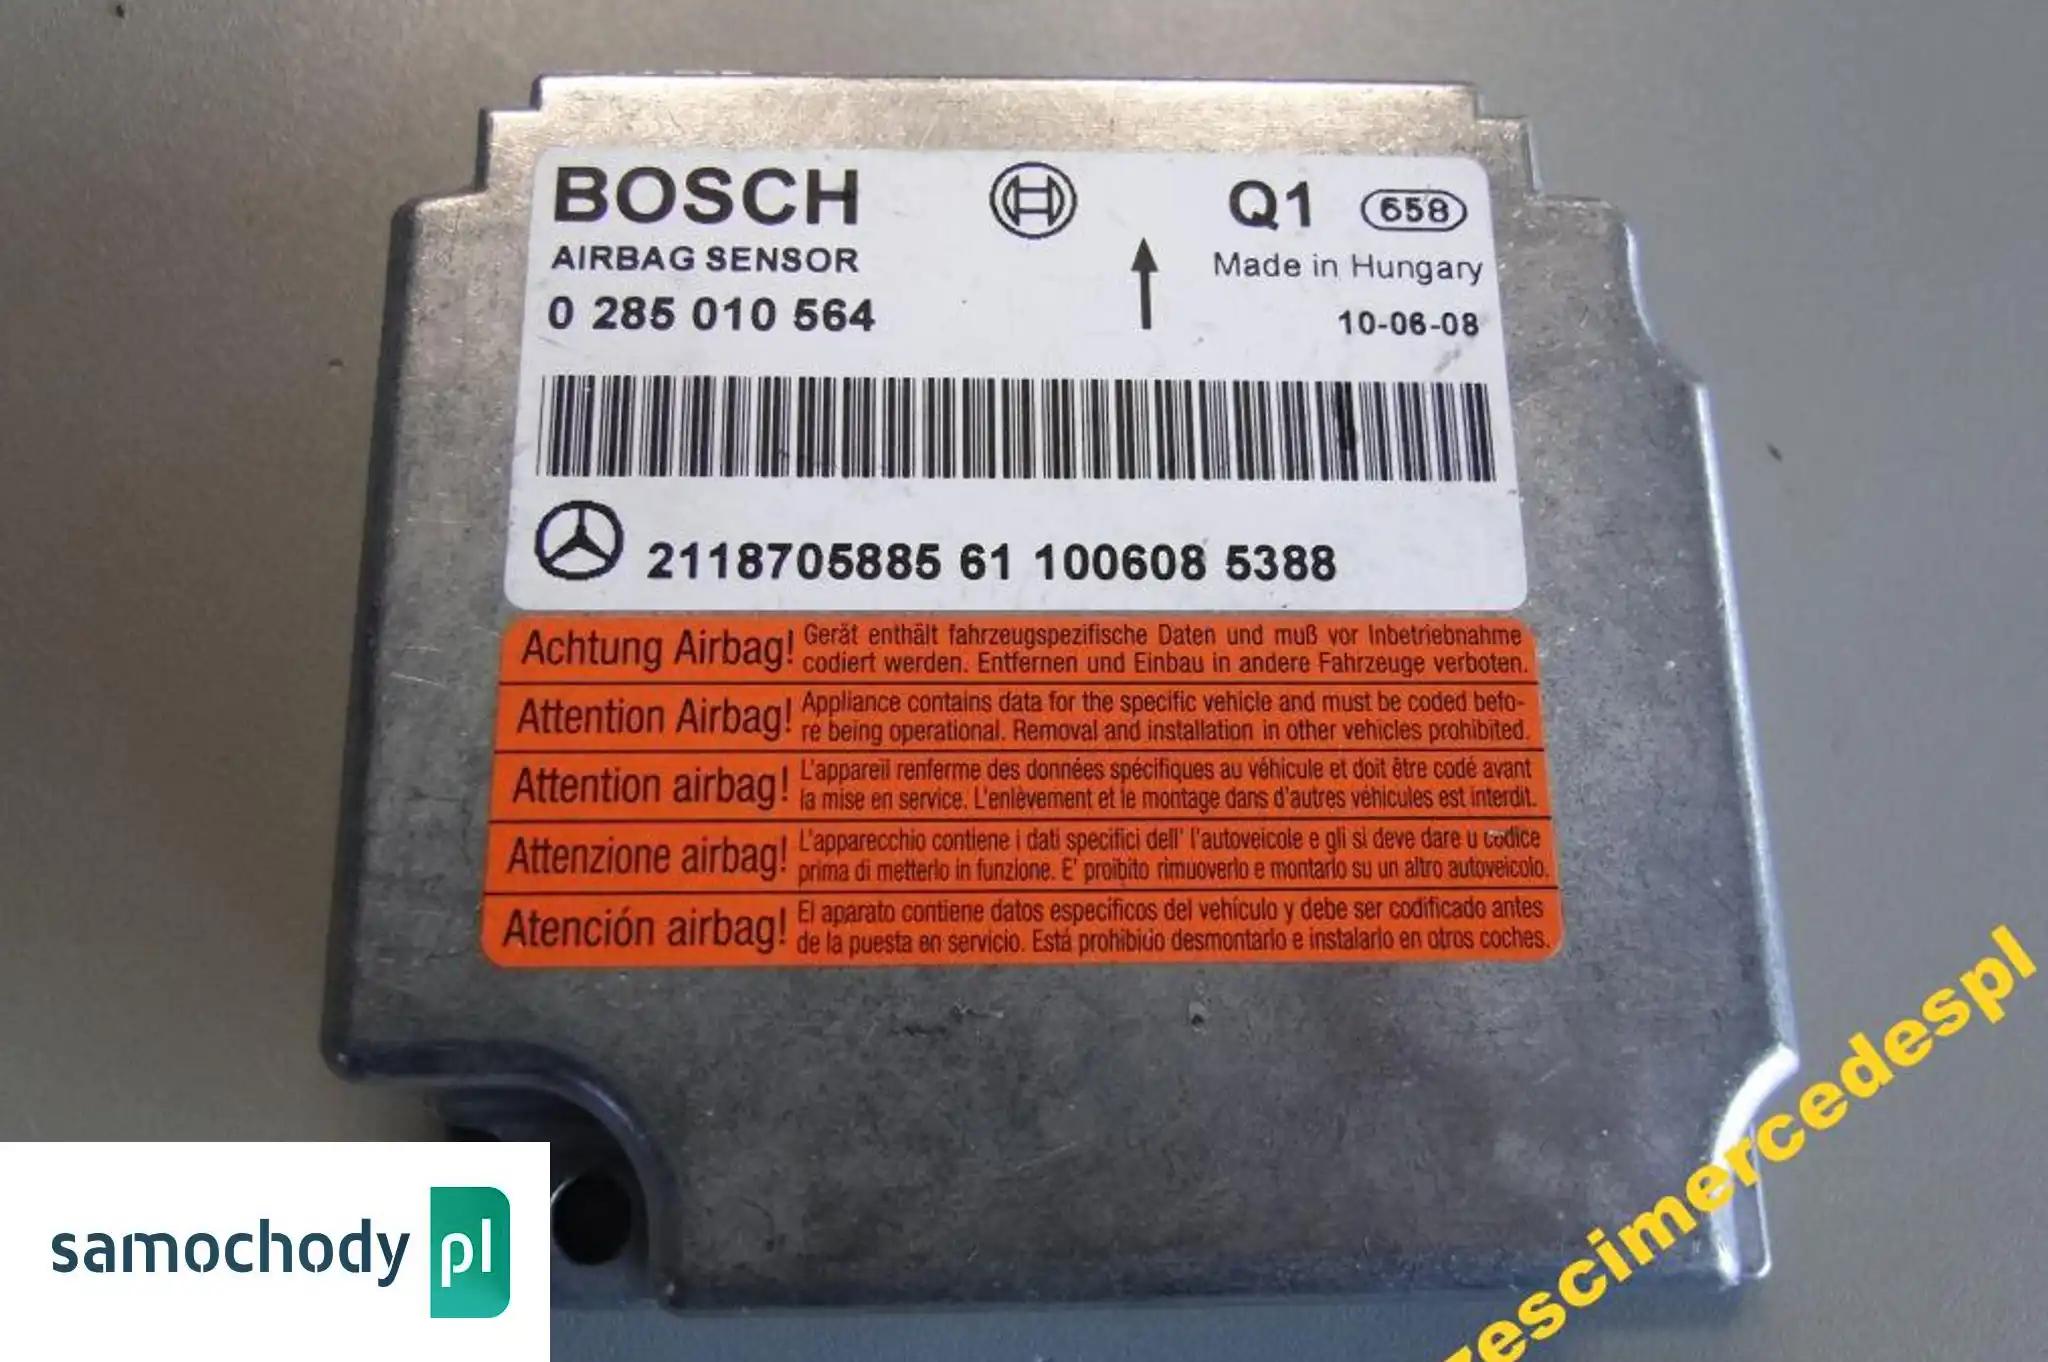 BOSCH
Q1 658
AIRBAG SENSOR
Made in Hungary
0 285 010 564
10-06-08
2118705885 61 100608 5388
Achtung Airbag! Gerät enthält fahrzeugspezifische Daten und muß vor Inbetriebnahme
codiert werden. Entfernen und Einbau in andere Fahrzeuge verboten.
Attention Airbag! Appliance contains data for the specific vehicle and must be coded befo-
re being operational. Removal and installation in other vehicles prohibited.
Attention airbag! L'appareil renferme des données spécifiques au véhicule et doit être codé avant
la mise en service. L'enlèvement et le montage dans d'autres véhicules est interdit.
Attenzione airbag! L'apparecchio contiene i dati specifici dell' l'autoveicolo e gli si deve dare u codice
prima di metterlo in funzione. E' proibito rimuoverlo e montarlo su un altro autoveicolo.
Atención airbag! El aparato contiene datos específicos del vehículo y debe ser codificado antes
de la puesta en servicio. Está prohibido desmontarlo e instalarlo en otros coches.
samochody pl
zescimercedespl